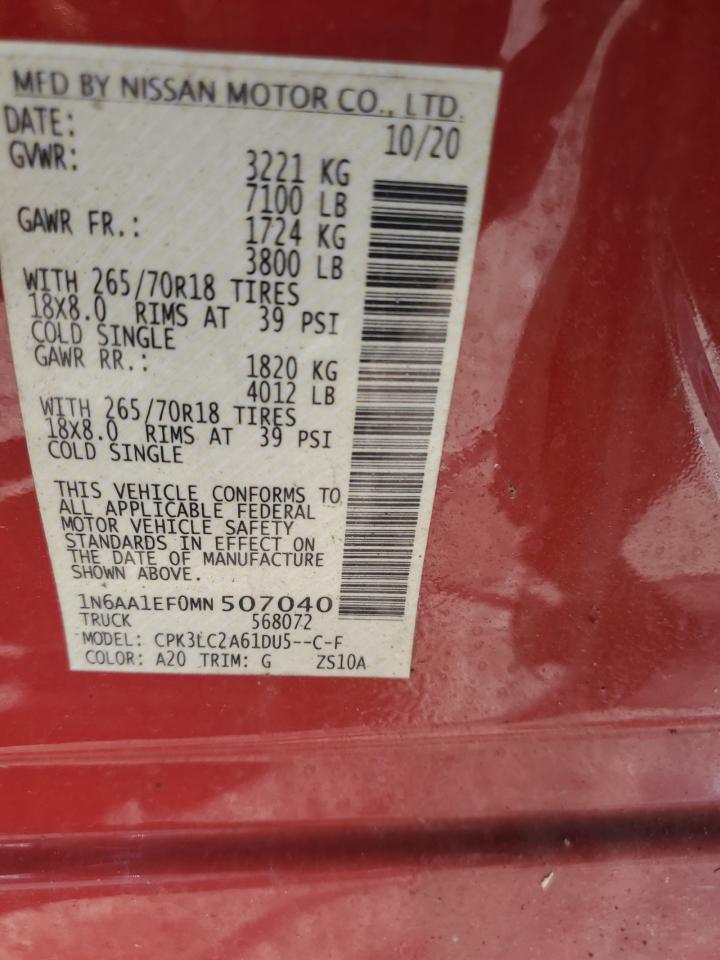 MFD BY NISSAN MOTOR CO., LTD.
DATE: 10/20
GVWR: 3221 KG
7100 LB
GAWR FR.: 1724 KG
3800 LB
WITH 265/70R18 TIRES
18X8.0 RIMS AT 39 PSI
COLD SINGLE
GAWR RR.: 1820 KG
4012 LB
WITH 265/70R18 TIRES
18X8.0 RIMS AT 39 PSI
COLD SINGLE
THIS VEHICLE CONFORMS TO
ALL APPLICABLE FEDERAL
MOTOR VEHICLE SAFETY
STANDARDS IN EFFECT ON
THE DATE OF MANUFACTURE
SHOWN ABOVE.
1N6AA1EF0MN507040
TRUCK 568072
MODEL: CPK3LC2A61DU5--C-F
COLOR: A20 TRIM: G ZS10A